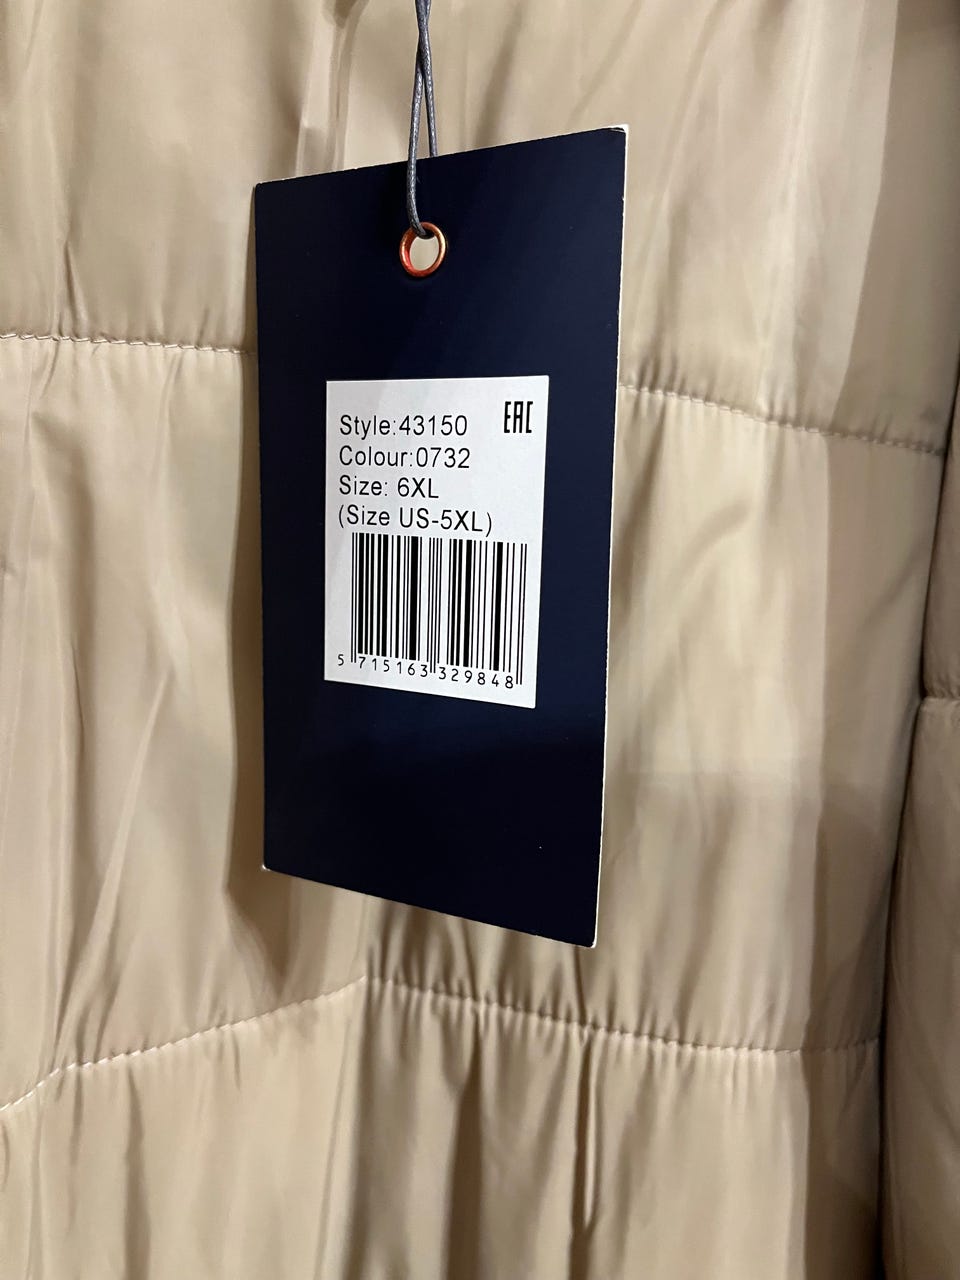 EAC
Style:43150
Colour:0732
Size: 6XL
(Size US-5XL)
5 715163 329848